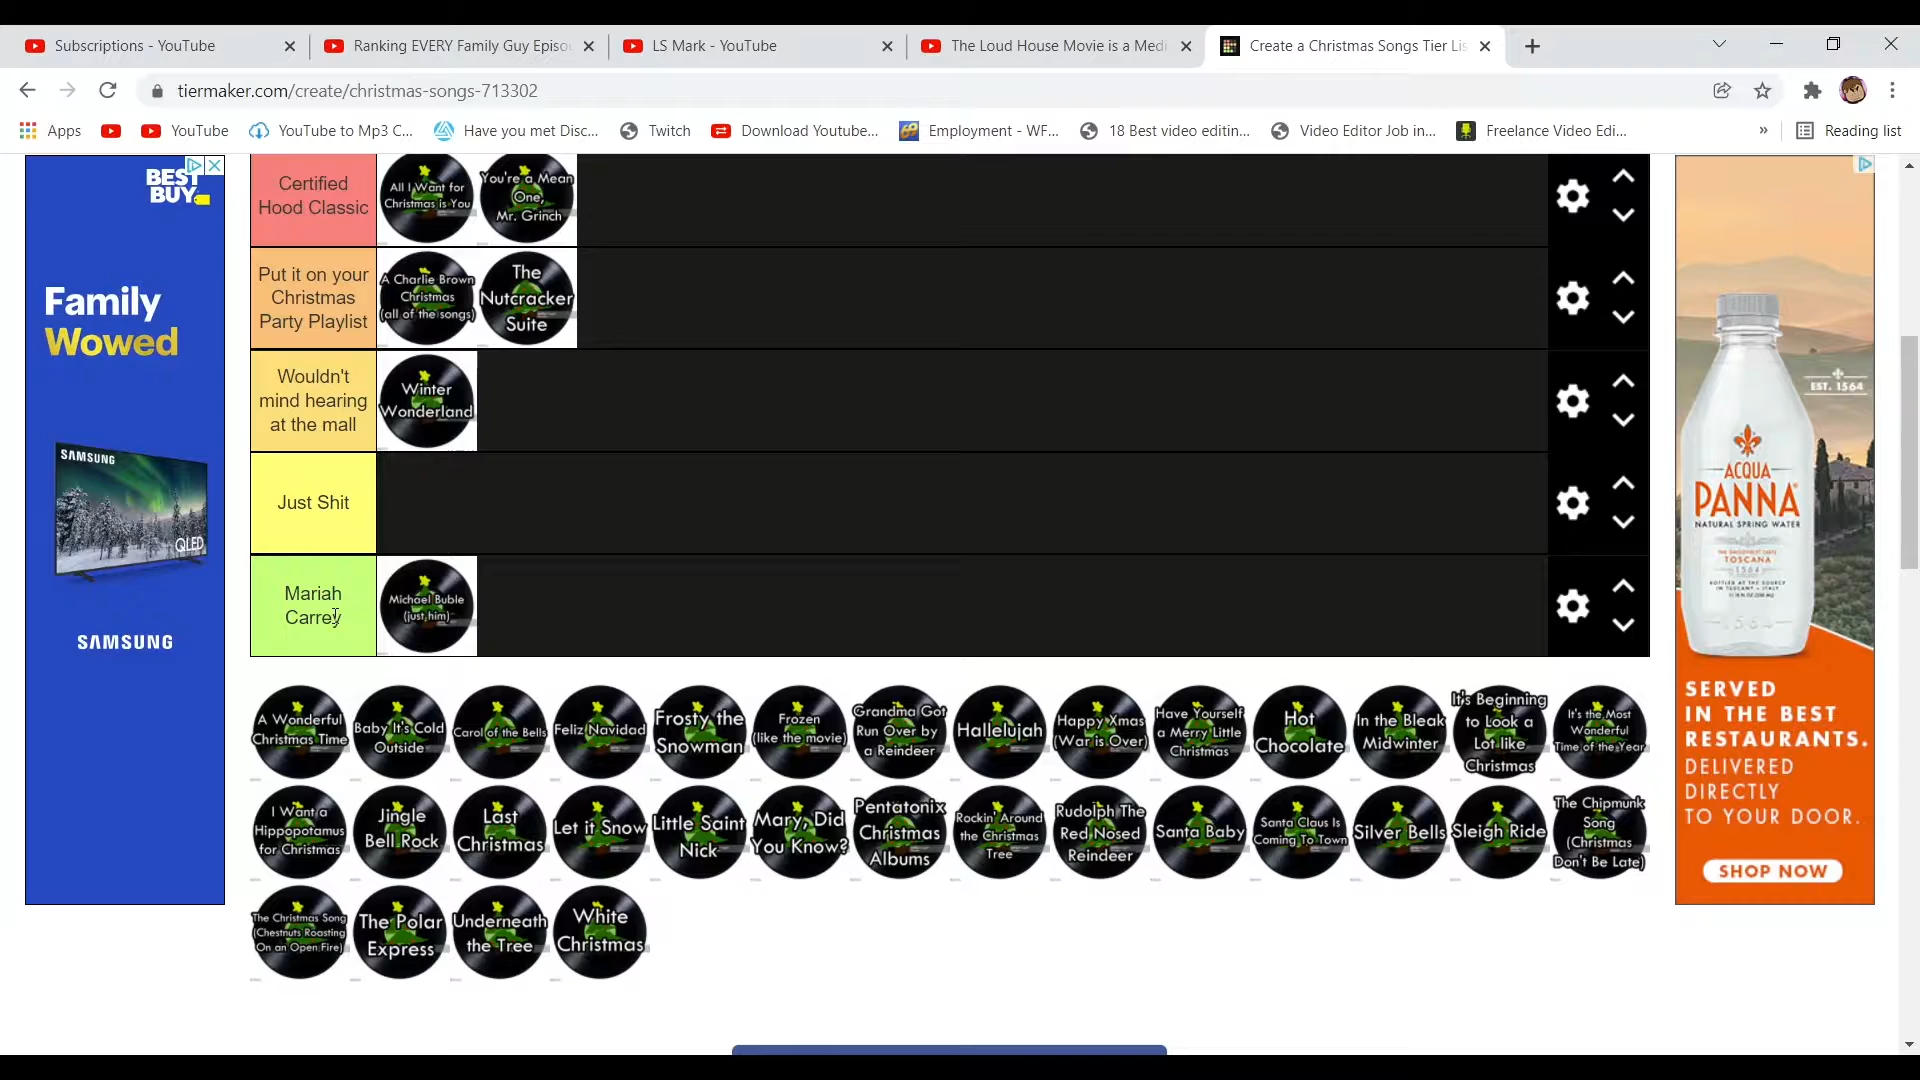 Subscriptions - YouTube
Ranking EVERY Family Guy Episo
LS Mark - YouTube
The Loud House Movie is a Medi
Create a Christmas Songs Tier Lis
tiermaker.com/create/christmas-songs-713302
Apps
YouTube
YouTube to Mp3 C...
Have you met Disc...
Twitch
Download Youtube...
Employment - WF...
18 Best video editin...
Video Editor Job in...
Freelance Video Edi...
»
Reading list
BEST
BUY
Family
Wowed
SAMSUNG
QLED
SAMSUNG
Certified
Hood Classic
All I Want for
Christmas is You
You're a Mean
One,
Mr. Grinch
Put it on your
Christmas
Party Playlist
A Charlie Brown
Christmas
(all of the songs)
The
Nutcracker
Suite
Wouldn't
mind hearing
at the mall
Winter
Wonderland
Just Shit
Mariah
Carrey
Michael Buble
(just him)
A Wonderful
Christmas Time
Baby It's Cold
Outside
Carol of the Bells
Feliz Navidad
Frosty the
Snowman
Frozen
(like the movie)
Grandma Got
Run Over by
a Reindeer
Hallelujah
Happy Xmas
(War is Over)
Have Yourself
a Merry Little
Christmas
Hot
Chocolate
In the Bleak
Midwinter
It's Beginning
to Look a
Lot like
Christmas
It's the Most
Wonderful
Time of the Year
I Want a
Hippopotamus
for Christmas
Jingle
Bell Rock
Last
Christmas
Let it Snow
Little Saint
Nick
Mary, Did
You Know?
Pentatonix
Christmas
Albums
Rockin' Around
the Christmas
Tree
Rudolph The
Red Nosed
Reindeer
Santa Baby
Santa Claus Is
Coming To Town
Silver Bells
Sleigh Ride
The Chipmunk
Song
(Christmas
Don't Be Late)
The Christmas Song
(Chestnuts Roasting
On an Open Fire)
The Polar
Express
Underneath
the Tree
White
Christmas
EST. 1564
ACQUA
PANNA
NATURAL SPRING WATER
TOSCANA
1564
SERVED
IN THE BEST
RESTAURANTS.
DELIVERED
DIRECTLY
TO YOUR DOOR.
SHOP NOW